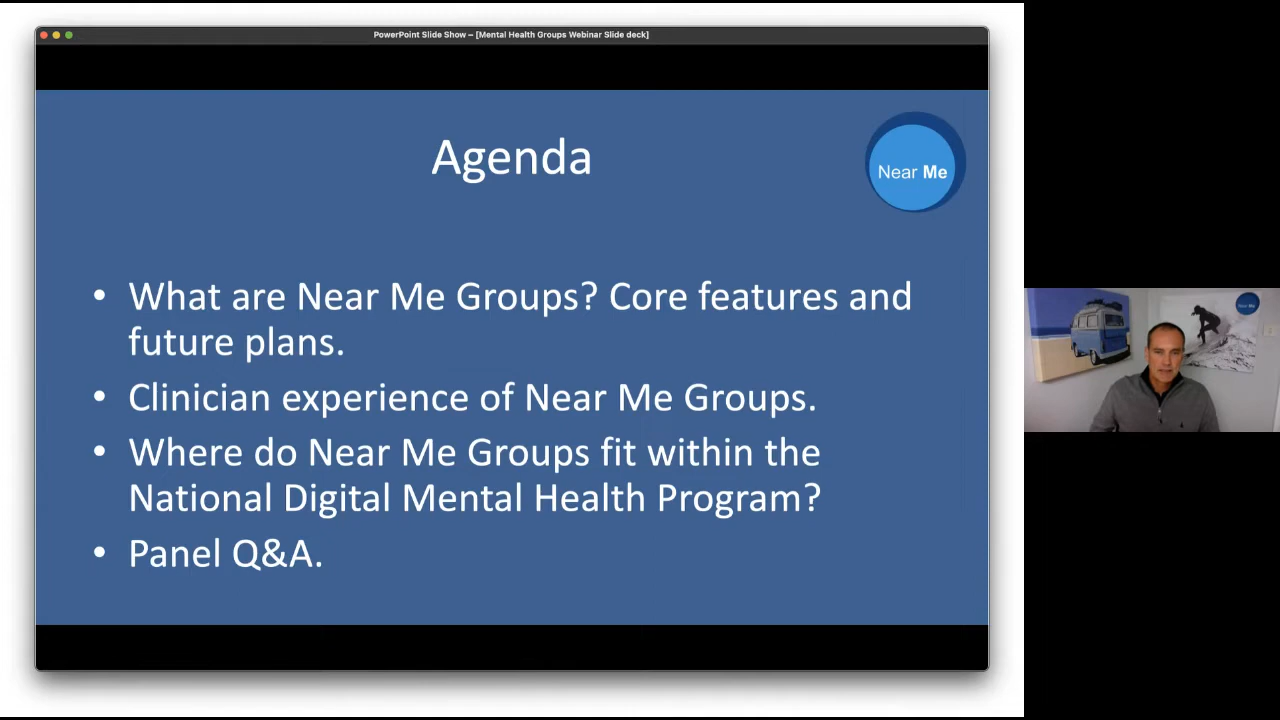 PowerPoint Slide Show – [Mental Health Groups Webinar Slide deck]
Agenda
Near Me
• What are Near Me Groups? Core features and
future plans.
• Clinician experience of Near Me Groups.
• Where do Near Me Groups fit within the
National Digital Mental Health Program?
• Panel Q&A.
Near Me